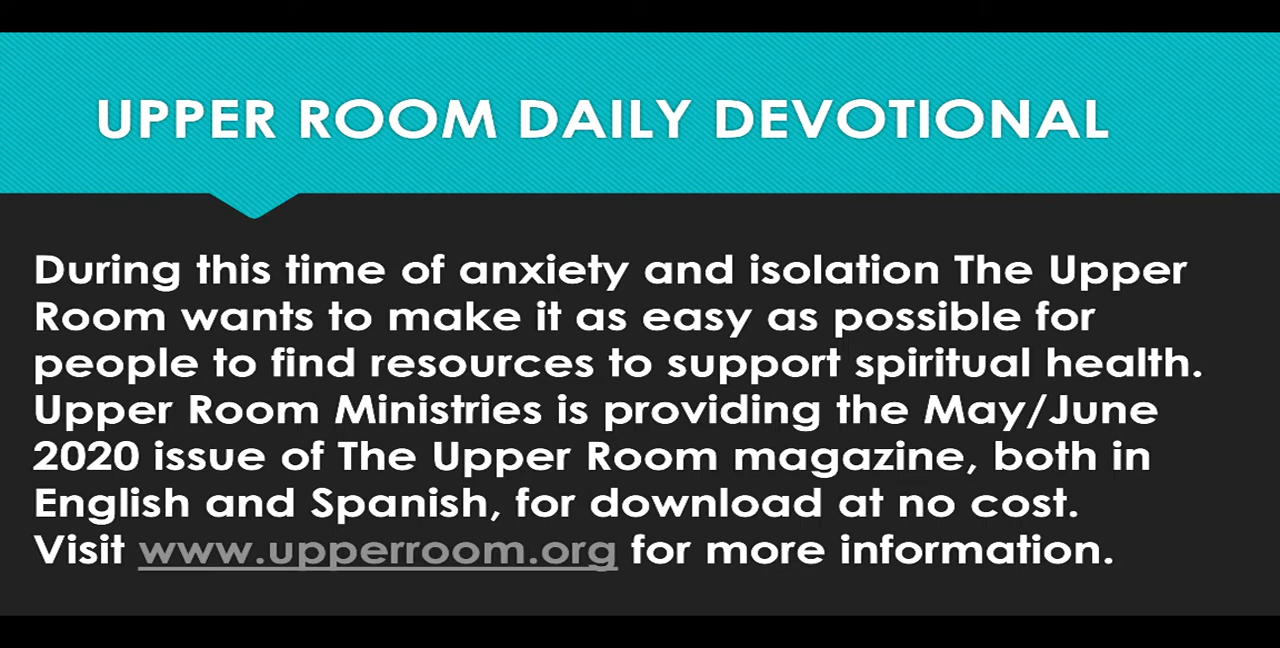 UPPER ROOM DAILY DEVOTIONAL
During this time of anxiety and isolation The Upper
Room wants to make it as easy as possible for
people to find resources to support spiritual health.
Upper Room Ministries is providing the May/June
2020 issue of The Upper Room magazine, both in
English and Spanish, for download at no cost.
Visit www.upperroom.org for more information.